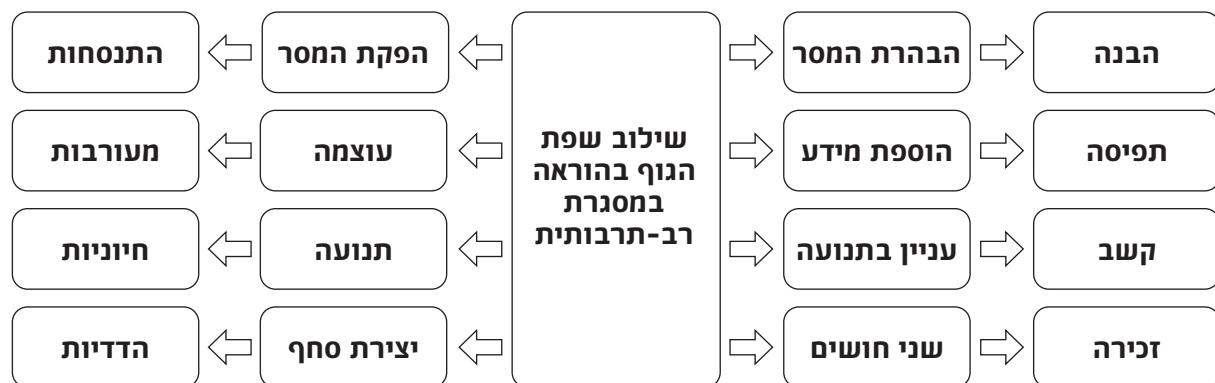 הבנה
הבהרת המסר
הפקת המסר
התנסחות
תפיסה
הוספת מידע
שילוב שפת
הגוף בהוראה
במסגרת
רב-תרבותית
עוצמה
מעורבות
קשב
עניין בתנועה
תנועה
חיוניות
זכירה
שני חושים
יצירת סחף
הדדיות